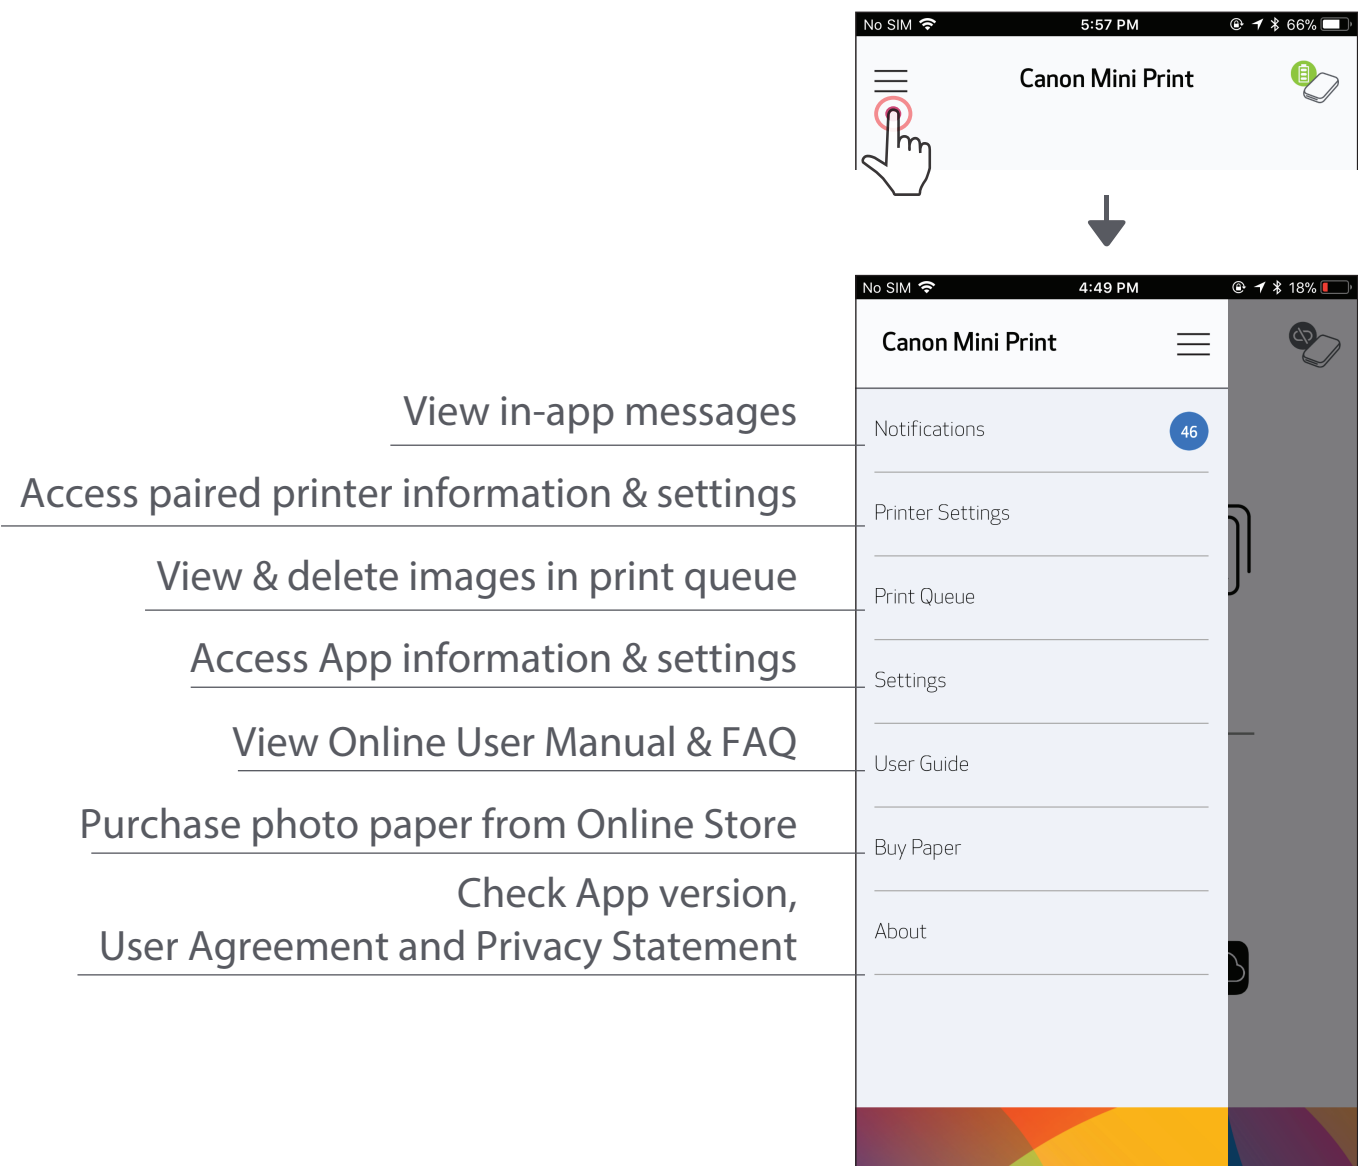 No SIM 5:57 PM 66%
Canon Mini Print
No SIM 4:49 PM 18%
Canon Mini Print
View in-app messages
Notifications 46
Access paired printer information & settings
Printer Settings
View & delete images in print queue
Print Queue
Access App information & settings
Settings
View Online User Manual & FAQ
User Guide
Purchase photo paper from Online Store
Buy Paper
Check App version,
User Agreement and Privacy Statement
About